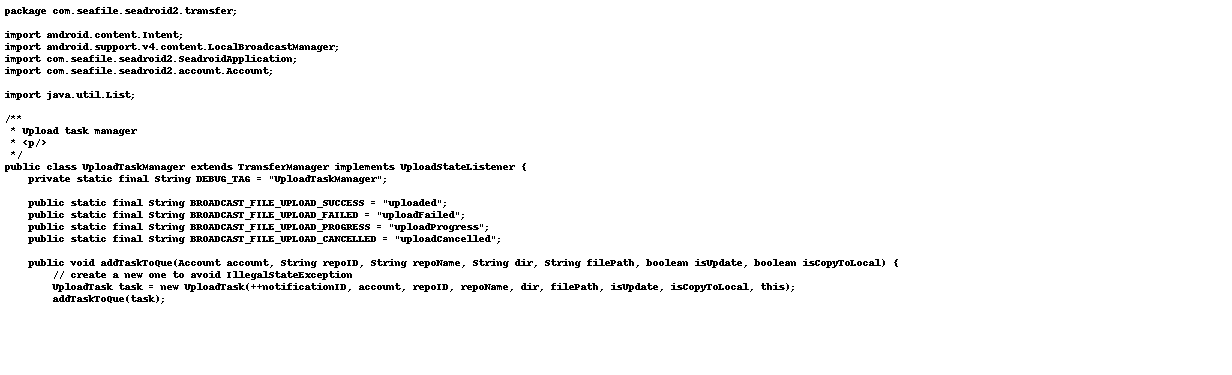 package com.seafile.seadroid2.transfer;

import android.content.Intent;
import android.support.v4.content.LocalBroadcastManager;
import com.seafile.seadroid2.SeadroidApplication;
import com.seafile.seadroid2.account.Account;

import java.util.List;

/**
 * Upload task manager
 * <p/>
 */
public class UploadTaskManager extends TransferManager implements UploadStateListener {
    private static final String DEBUG_TAG = "UploadTaskManager";

    public static final String BROADCAST_FILE_UPLOAD_SUCCESS = "uploaded";
    public static final String BROADCAST_FILE_UPLOAD_FAILED = "uploadFailed";
    public static final String BROADCAST_FILE_UPLOAD_PROGRESS = "uploadProgress";
    public static final String BROADCAST_FILE_UPLOAD_CANCELLED = "uploadCancelled";

    public void addTaskToQue(Account account, String repoID, String repoName, String dir, String filePath, boolean isUpdate, boolean isCopyToLocal) {
        // create a new one to avoid IllegalStateException
        UploadTask task = new UploadTask(++notificationID, account, repoID, repoName, dir, filePath, isUpdate, isCopyToLocal, this);
        addTaskToQue(task);